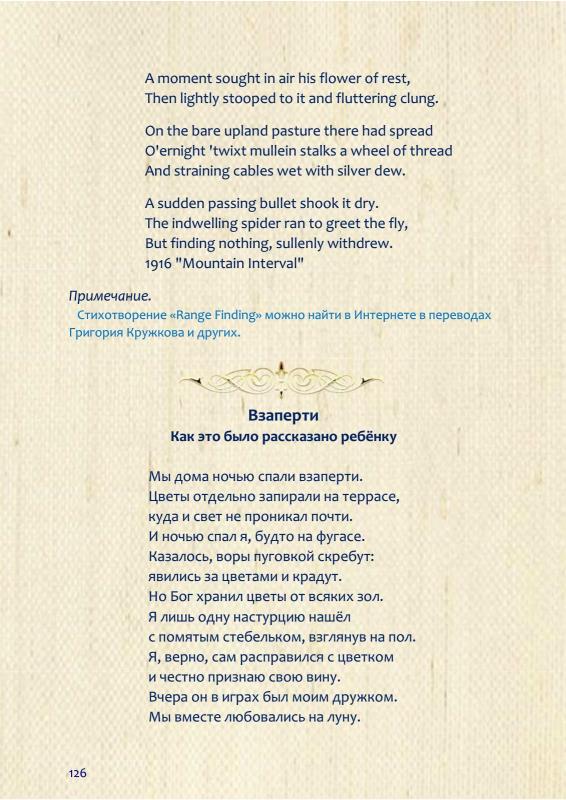 A moment sought in air his flower of rest,
Then lightly stooped to it and fluttering clung.
On the bare upland pasture there had spread
O'ernight 'twixt mullein stalks a wheel of thread
And straining cables wet with silver dew.
A sudden passing bullet shook it dry.
The indwelling spider ran to greet the fly,
But finding nothing, sullenly withdrew.
1916 "Mountain Interval"
Примечание.
Стихотворение «Range Finding» можно найти в Интернете в переводах
Григория Кружкова и других.
Взаперти
Как это было рассказано ребёнку
Мы дома ночью спали взаперти.
Цветы отдельно запирали на террасе,
куда и свет не проникал почти.
И ночью спал я, будто на фугасе.
Казалось, воры пуговкой скребут:
явились за цветами и крадут.
Но Бог хранил цветы от всяких зол.
Я лишь одну настурцию нашёл
с помятым стебельком, взглянув на пол.
Я, верно, сам расправился с цветком
и честно признаю свою вину.
Вчера он в играх был моим дружком.
Мы вместе любовались на луну.
126